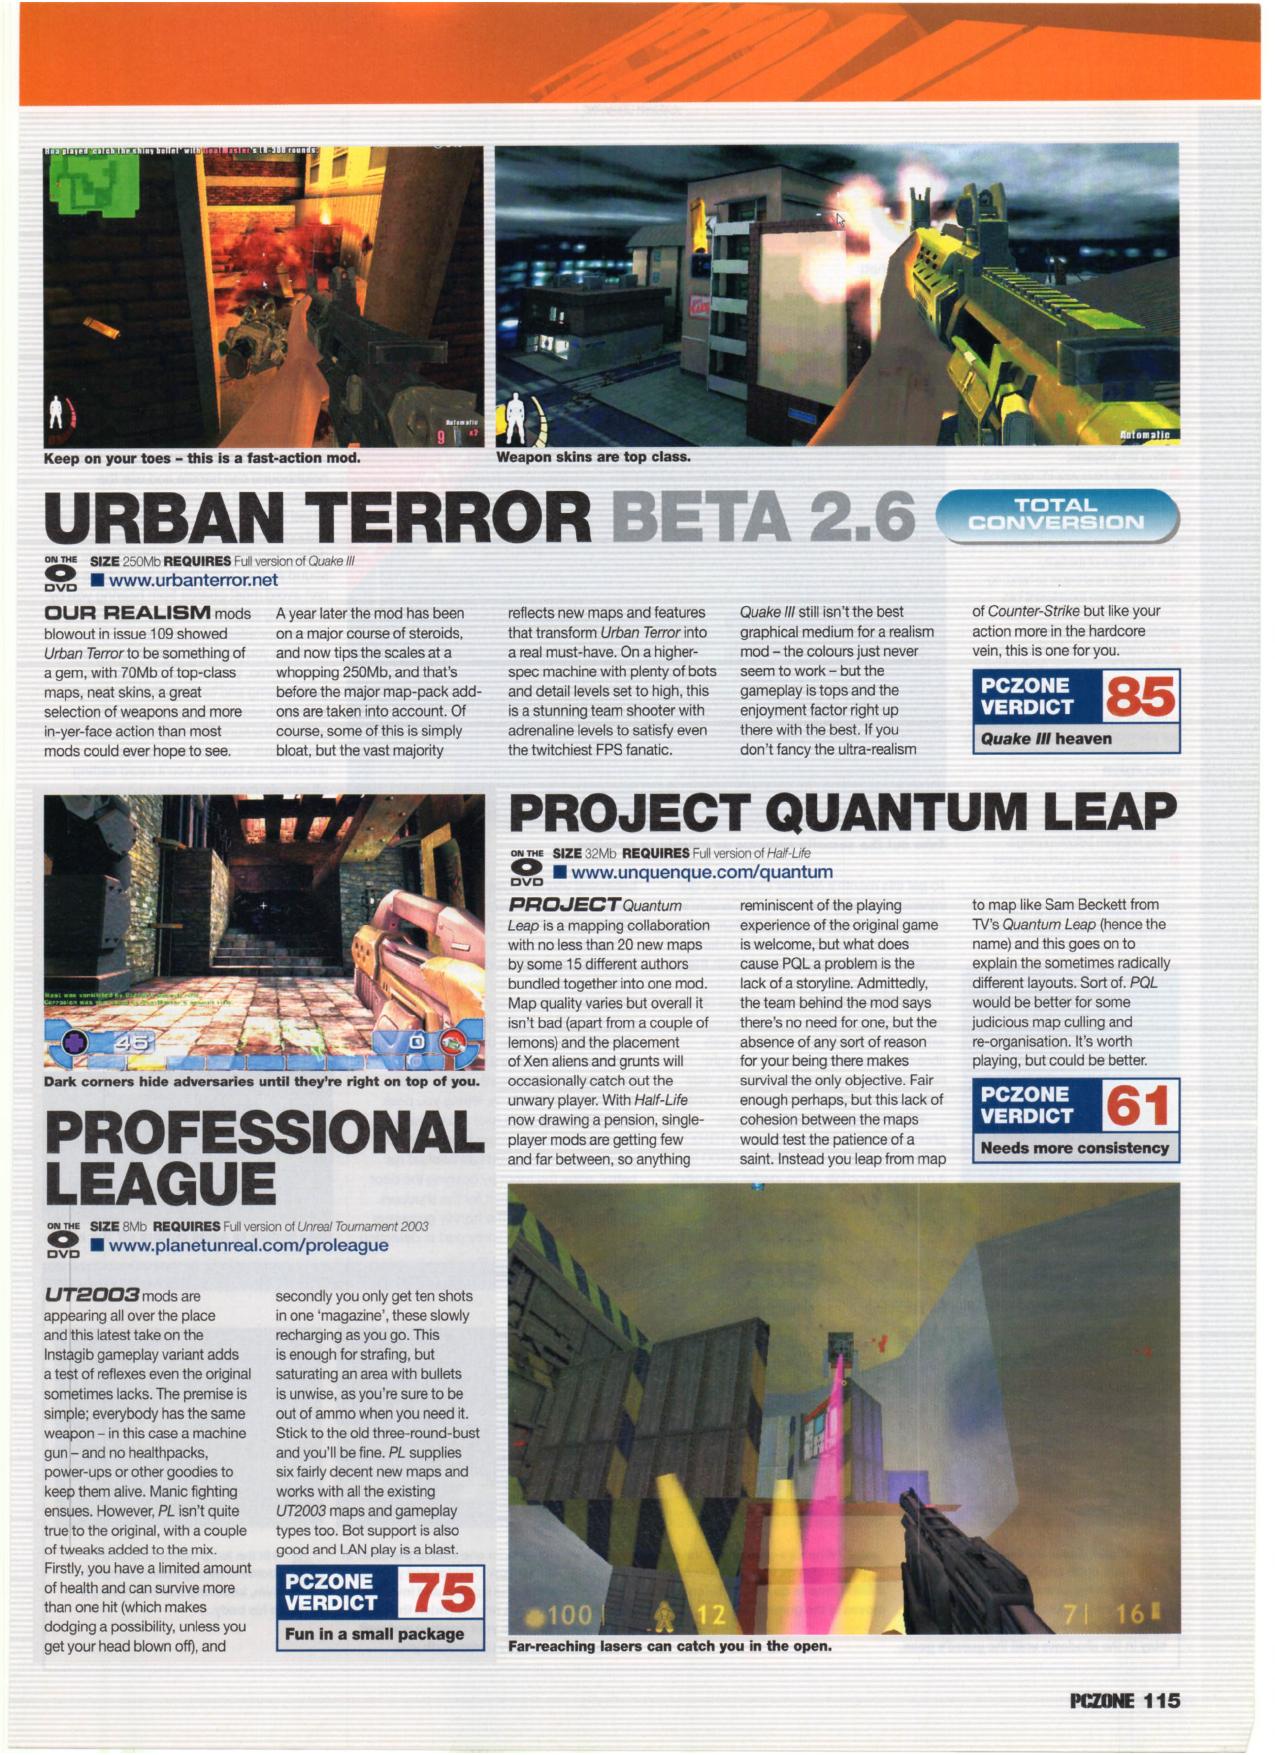 Keep on your toes – this is a fast-action mod.
Weapon skins are top class.
Automatic
9 x2
Automatic
URBAN TERROR BETA 2.6
TOTAL
CONVERSION
ON THE
DVD
SIZE 250Mb REQUIRES Full version of Quake III
www.urbanterror.net
OUR REALISM mods
blowout in issue 109 showed
Urban Terror to be something of
a gem, with 70Mb of top-class
maps, neat skins, a great
selection of weapons and more
in-yer-face action than most
mods could ever hope to see.
A year later the mod has been
on a major course of steroids,
and now tips the scales at a
whopping 250Mb, and that's
before the major map-pack add-
ons are taken into account. Of
course, some of this is simply
bloat, but the vast majority
reflects new maps and features
that transform Urban Terror into
a real must-have. On a higher-
spec machine with plenty of bots
and detail levels set to high, this
is a stunning team shooter with
adrenaline levels to satisfy even
the twitchiest FPS fanatic.
Quake III still isn't the best
graphical medium for a realism
mod – the colours just never
seem to work – but the
gameplay is tops and the
enjoyment factor right up
there with the best. If you
don't fancy the ultra-realism
of Counter-Strike but like your
action more in the hardcore
vein, this is one for you.
PCZONE
VERDICT
85
Quake III heaven
45
0
Dark corners hide adversaries until they're right on top of you.
PROFESSIONAL
LEAGUE
ON THE
DVD
SIZE 8Mb REQUIRES Full version of Unreal Tournament 2003
www.planetunreal.com/proleague
UT2003 mods are
appearing all over the place
and this latest take on the
Instagib gameplay variant adds
a test of reflexes even the original
sometimes lacks. The premise is
simple; everybody has the same
weapon – in this case a machine
gun – and no healthpacks,
power-ups or other goodies to
keep them alive. Manic fighting
ensues. However, PL isn't quite
true to the original, with a couple
of tweaks added to the mix.
Firstly, you have a limited amount
of health and can survive more
than one hit (which makes
dodging a possibility, unless you
get your head blown off), and
secondly you only get ten shots
in one 'magazine', these slowly
recharging as you go. This
is enough for strafing, but
saturating an area with bullets
is unwise, as you're sure to be
out of ammo when you need it.
Stick to the old three-round-bust
and you'll be fine. PL supplies
six fairly decent new maps and
works with all the existing
UT2003 maps and gameplay
types too. Bot support is also
good and LAN play is a blast.
PCZONE
VERDICT
75
Fun in a small package
PROJECT QUANTUM LEAP
ON THE
DVD
SIZE 32Mb REQUIRES Full version of Half-Life
www.unquenque.com/quantum
PROJECT Quantum
Leap is a mapping collaboration
with no less than 20 new maps
by some 15 different authors
bundled together into one mod.
Map quality varies but overall it
isn't bad (apart from a couple of
lemons) and the placement
of Xen aliens and grunts will
occasionally catch out the
unwary player. With Half-Life
now drawing a pension, single-
player mods are getting few
and far between, so anything
reminiscent of the playing
experience of the original game
is welcome, but what does
cause PQL a problem is the
lack of a storyline. Admittedly,
the team behind the mod says
there's no need for one, but the
absence of any sort of reason
for your being there makes
survival the only objective. Fair
enough perhaps, but this lack of
cohesion between the maps
would test the patience of a
saint. Instead you leap from map
to map like Sam Beckett from
TV's Quantum Leap (hence the
name) and this goes on to
explain the sometimes radically
different layouts. Sort of. PQL
would be better for some
judicious map culling and
re-organisation. It's worth
playing, but could be better.
PCZONE
VERDICT
61
Needs more consistency
100 12 7 16
Far-reaching lasers can catch you in the open.
PCZONE 115